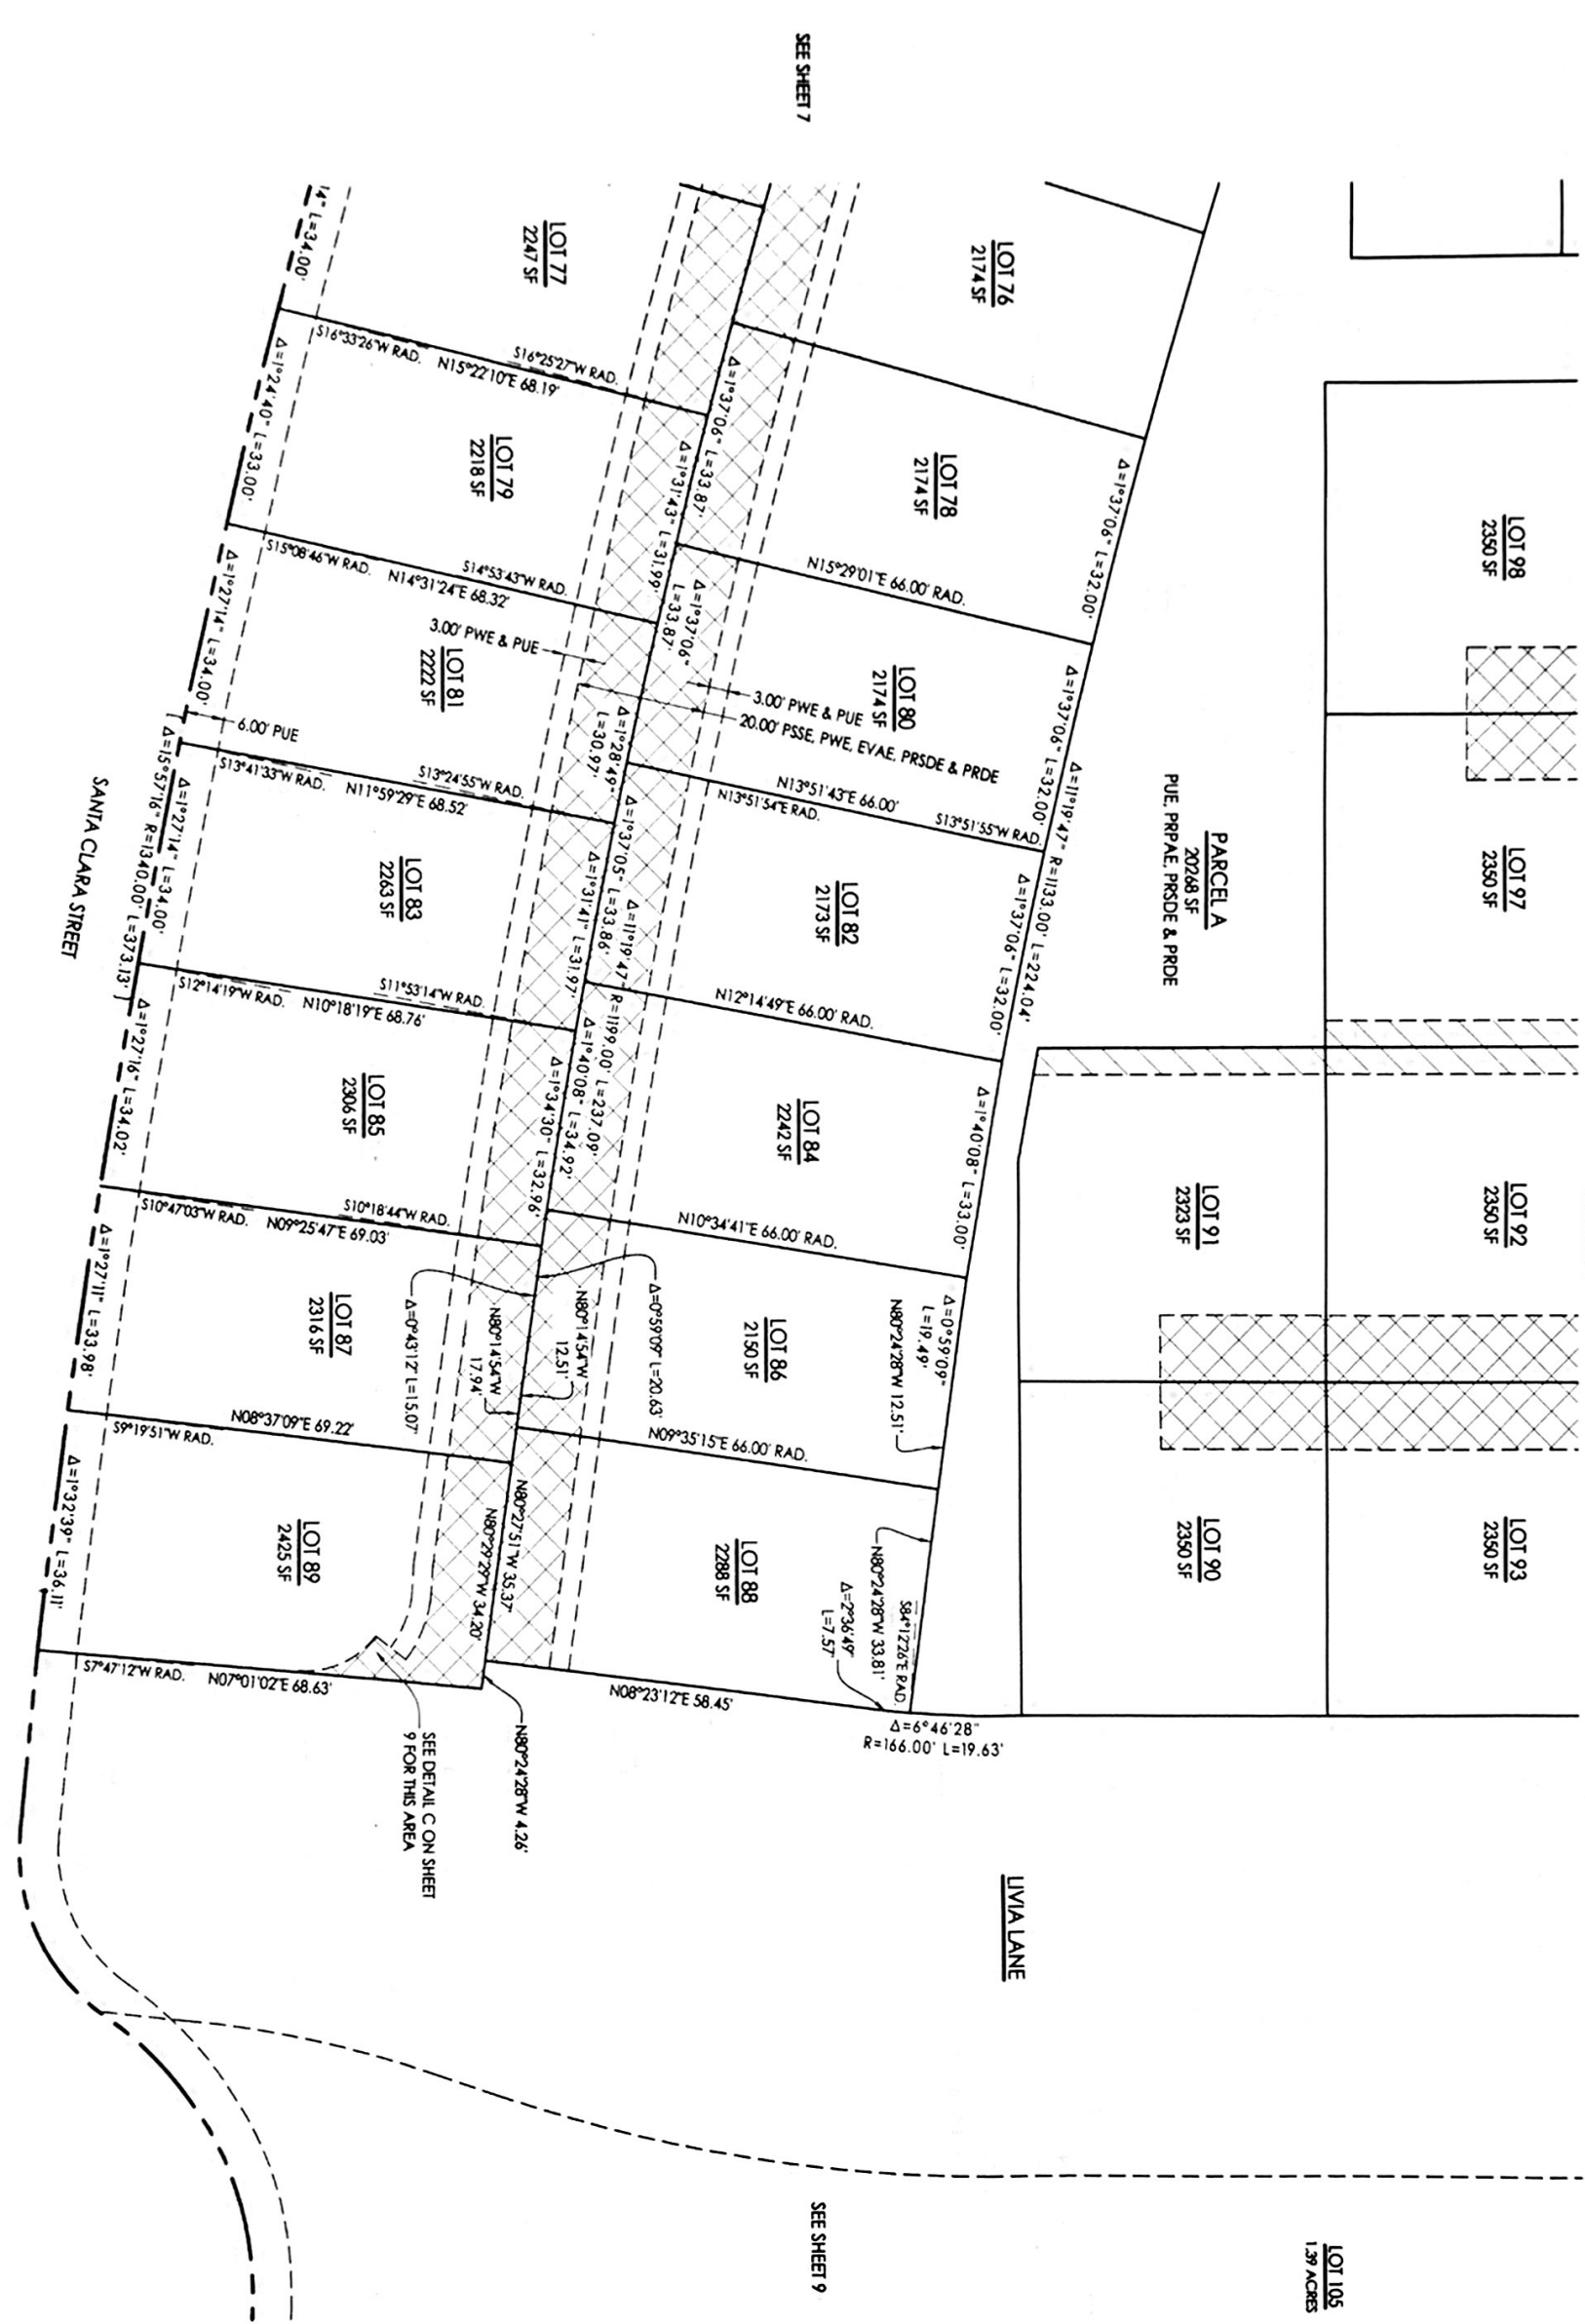 SEE SHEET 7
LOT 98
2350 SF
LOT 97
2350 SF
LOT 92
2350 SF
LOT 93
2350 SF
LOT 91
2323 SF
LOT 90
2350 SF
PARCEL A
20268 SF
PUE, PRPAE, PRSDE & PRDE
Δ=11°19'47" R=1133.00' L=224.04'
Δ=1°37'06" L=32.00'
Δ=1°37'06" L=32.00'
Δ=1°37'06" L=32.00'
Δ=1°40'08" L=33.00'
Δ=0°59'09"
L=19.49'
N80°24'28"W 12.51'
N80°24'28"W 33.81'
S84°12'26"E RAD.
Δ=2°36'49"
L=7.57'
Δ=6°46'28"
R=166.00' L=19.63'
LOT 76
2174 SF
LOT 78
2174 SF
N15°29'01"E 66.00' RAD.
LOT 80
2174 SF
3.00' PWE & PUE
20.00' PSSE, PWE, EVAE, PRSDE & PRDE
N13°51'43"E 66.00'
N13°51'54"E RAD.
S13°51'55"W RAD.
LOT 82
2173 SF
N12°14'49"E 66.00' RAD.
LOT 84
2242 SF
N10°34'41"E 66.00' RAD.
LOT 86
2150 SF
N09°35'15"E 66.00' RAD.
LOT 88
2288 SF
N08°23'12"E 58.45'
Δ=1°37'06" L=33.87'
Δ=1°31'43" L=31.99'
Δ=1°37'06"
L=33.87'
Δ=1°28'49"
L=30.97'
Δ=1°37'05" L=33.86'
Δ=11°19'47" R=1199.00' L=237.09'
Δ=1°31'41" L=31.97'
Δ=1°40'08" L=34.92'
Δ=1°34'30" L=32.96'
Δ=0°59'09" L=20.63'
N80°14'54"W
12.51'
N80°14'54"W
17.94'
Δ=0°43'12" L=15.07'
N80°27'51"W 35.37'
N80°29'29"W 34.20'
N80°24'28"W 4.26'
LOT 77
2247 SF
S16°33'26"W RAD.
N15°22'10"E 68.19'
S16°25'27"W RAD.
LOT 79
2218 SF
S15°08'46"W RAD.
N14°31'24"E 68.32'
S14°53'43"W RAD.
3.00' PWE & PUE
LOT 81
2222 SF
6.00' PUE
S13°41'33"W RAD.
N11°59'29"E 68.52'
S13°24'55"W RAD.
LOT 83
2263 SF
S12°14'19"W RAD.
N10°18'19"E 68.76'
S11°53'14"W RAD.
LOT 85
2306 SF
S10°47'03"W RAD.
N09°25'47"E 69.03'
S10°18'44"W RAD.
LOT 87
2316 SF
N08°37'09"E 69.22'
S9°19'51"W RAD.
LOT 89
2425 SF
S7°47'12"W RAD.
N07°01'02"E 68.63'
SEE DETAIL C ON SHEET
9 FOR THIS AREA
14" L=34.00'
Δ=1°24'40" L=33.00'
Δ=1°27'14" L=34.00'
Δ=1°27'14" L=34.00'
Δ=15°57'16" R=1340.00' L=373.13'
Δ=1°27'16" L=34.02'
Δ=1°27'11" L=33.98'
Δ=1°32'39" L=36.11'
SANTA CLARA STREET
LIVIA LANE
SEE SHEET 9
LOT 105
1.39 ACRES